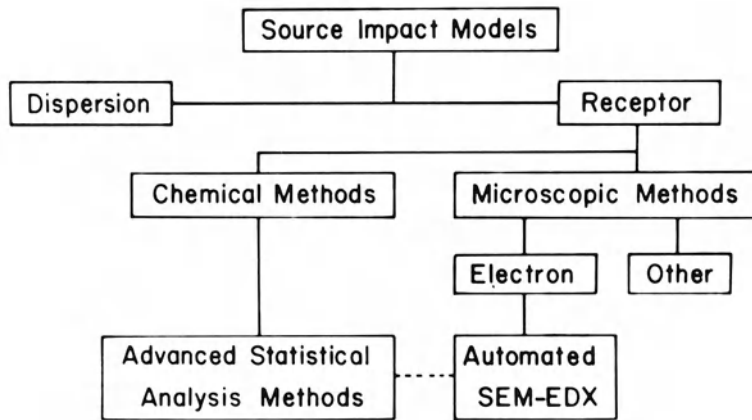 Source Impact Models
Dispersion
Receptor
Chemical Methods
Microscopic Methods
Electron
Other
Advanced Statistical
Analysis Methods
Automated
SEM-EDX